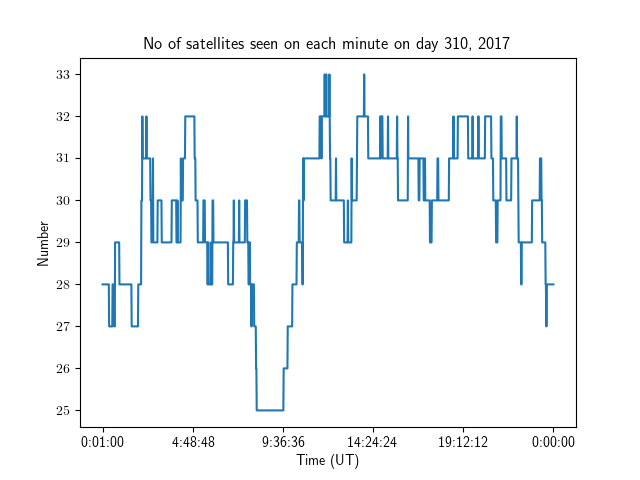 No of satellites seen on each minute on day 310, 2017
33
32
31
30
29
28
27
26
25
Number
0:01:00 4:48:48 9:36:36 14:24:24 19:12:12 0:00:00
Time (UT)